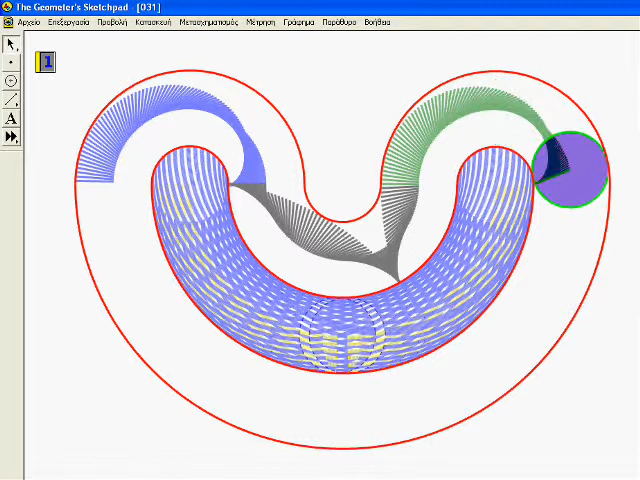 The Geometer's Sketchpad - [031]
Αρχείο Επεξεργασία Προβολή Κατασκευή Μετασχηματισμός Μέτρηση Γράφημα Παράθυρο Βοήθεια
1
A